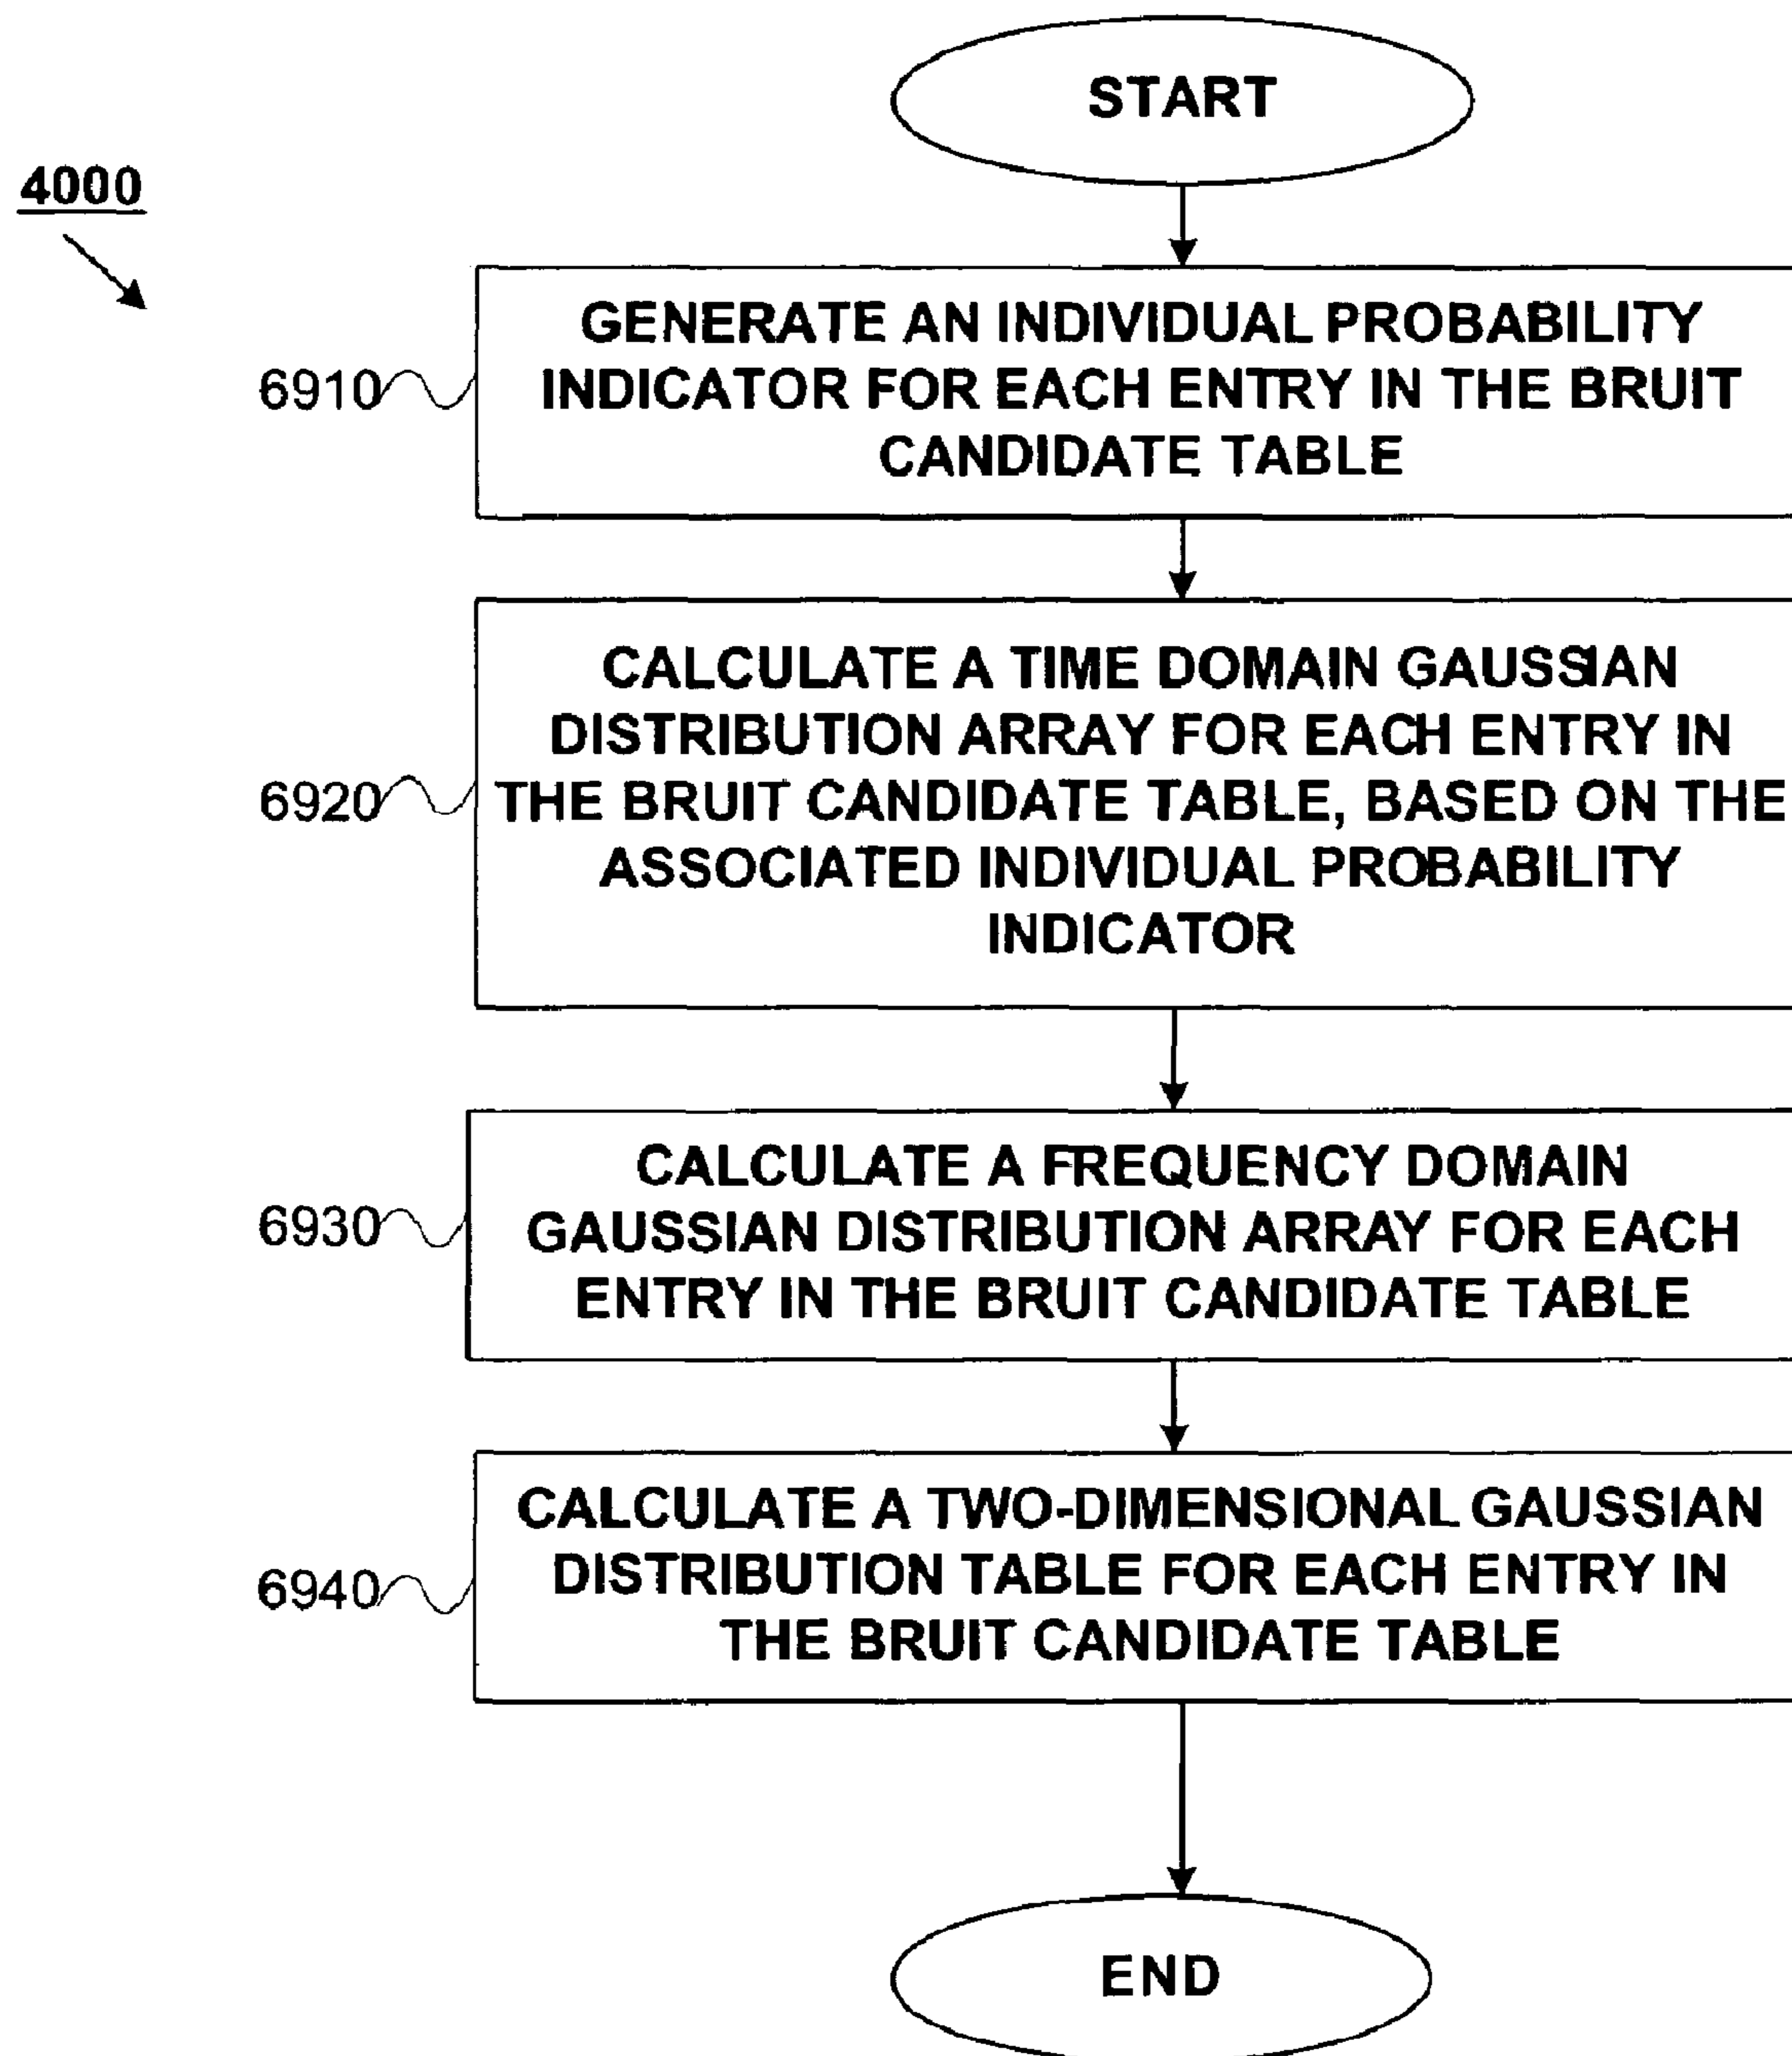 START
4000
GENERATE AN INDIVIDUAL PROBABILITY
6910 INDICATOR FOR EACH ENTRY IN THE BRUIT
CANDIDATE TABLE
CALCULATE A TIME DOMAIN GAUSSIAN
DISTRIBUTION ARRAY FOR EACH ENTRY IN
6920 THE BRUIT CANDIDATE TABLE, BASED ON THE
ASSOCIATED INDIVIDUAL PROBABILITY
INDICATOR
CALCULATE A FREQUENCY DOMAIN
6930 GAUSSIAN DISTRIBUTION ARRAY FOR EACH
ENTRY IN THE BRUIT CANDIDATE TABLE
CALCULATE A TWO-DIMENSIONAL GAUSSIAN
6940 DISTRIBUTION TABLE FOR EACH ENTRY IN
THE BRUIT CANDIDATE TABLE
END